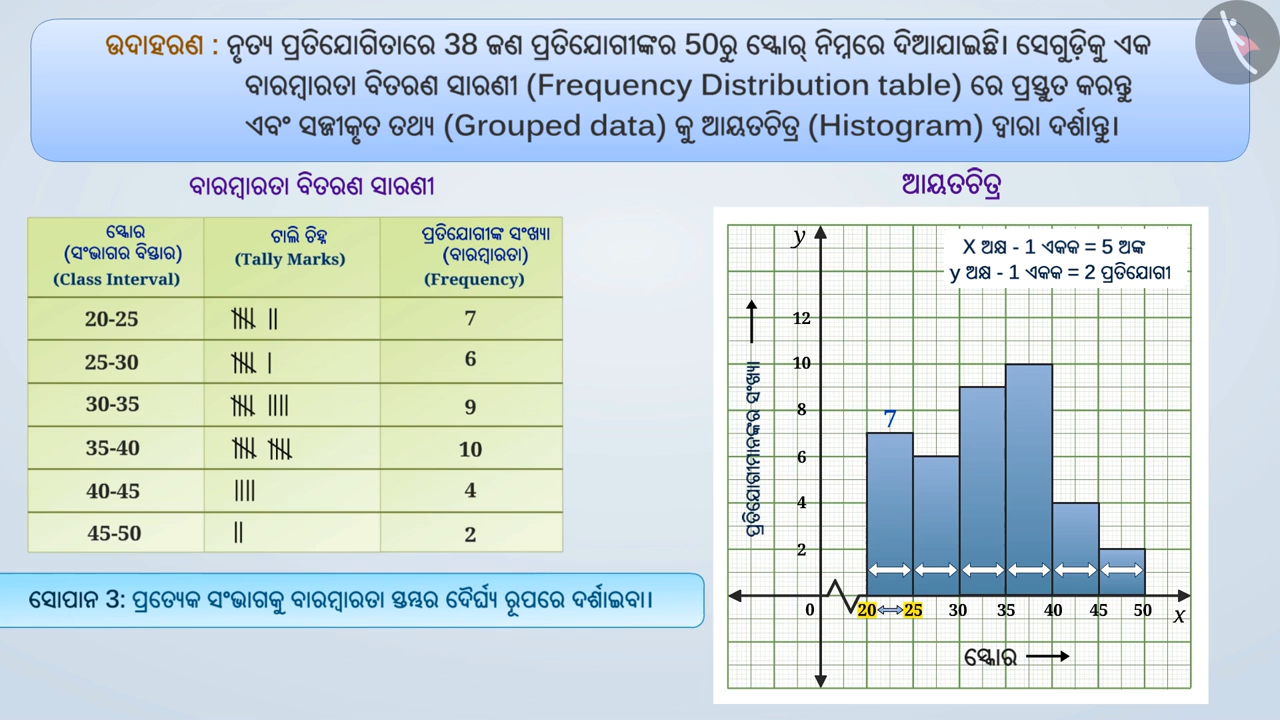 ଉଦାହରଣ : ନୃତ୍ୟ ପ୍ରତିଯୋଗିତାରେ 38 ଜଣ ପ୍ରତିଯୋଗୀଙ୍କର 50ରୁ ସ୍କୋର୍ ନିମ୍ନରେ ଦିଆଯାଇଛି। ସେଗୁଡ଼ିକୁ ଏକ
ବାରମ୍ବାରତା ବିତରଣ ସାରଣୀ (Frequency Distribution table) ରେ ପ୍ରସ୍ତୁତ କରନ୍ତୁ
ଏବଂ ସଜ୍ଜୀକୃତ ତଥ୍ୟ (Grouped data) କୁ ଆୟତଚିତ୍ର (Histogram) ଦ୍ୱାରା ଦର୍ଶାନ୍ତୁ।
ବାରମ୍ବାରତା ବିତରଣ ସାରଣୀ
ସ୍କୋର ଟାଲି ଚିହ୍ନ ପ୍ରତିଯୋଗୀଙ୍କ ସଂଖ୍ୟା
(ସଂଭାଗର ବିସ୍ତାର) (Tally Marks) (ବାରମ୍ବାରତା)
(Class Interval) (Frequency)
20-25 7
25-30 6
30-35 9
35-40 10
40-45 4
45-50 2
ସୋପାନ 3: ପ୍ରତ୍ୟେକ ସଂଭାଗକୁ ବାରମ୍ବାରତା ସ୍ତମ୍ଭର ଦୈର୍ଘ୍ୟ ରୂପରେ ଦର୍ଶାଇବା।
ଆୟତଚିତ୍ର
y
X ଅକ୍ଷ - 1 ଏକକ = 5 ଅଙ୍କ
y ଅକ୍ଷ - 1 ଏକକ = 2 ପ୍ରତିଯୋଗୀ
ପ୍ରତିଯୋଗୀମାନଙ୍କର ସଂଖ୍ୟା
12
10
8
7
6
4
2
0 20 25 30 35 40 45 50 x
ସ୍କୋର